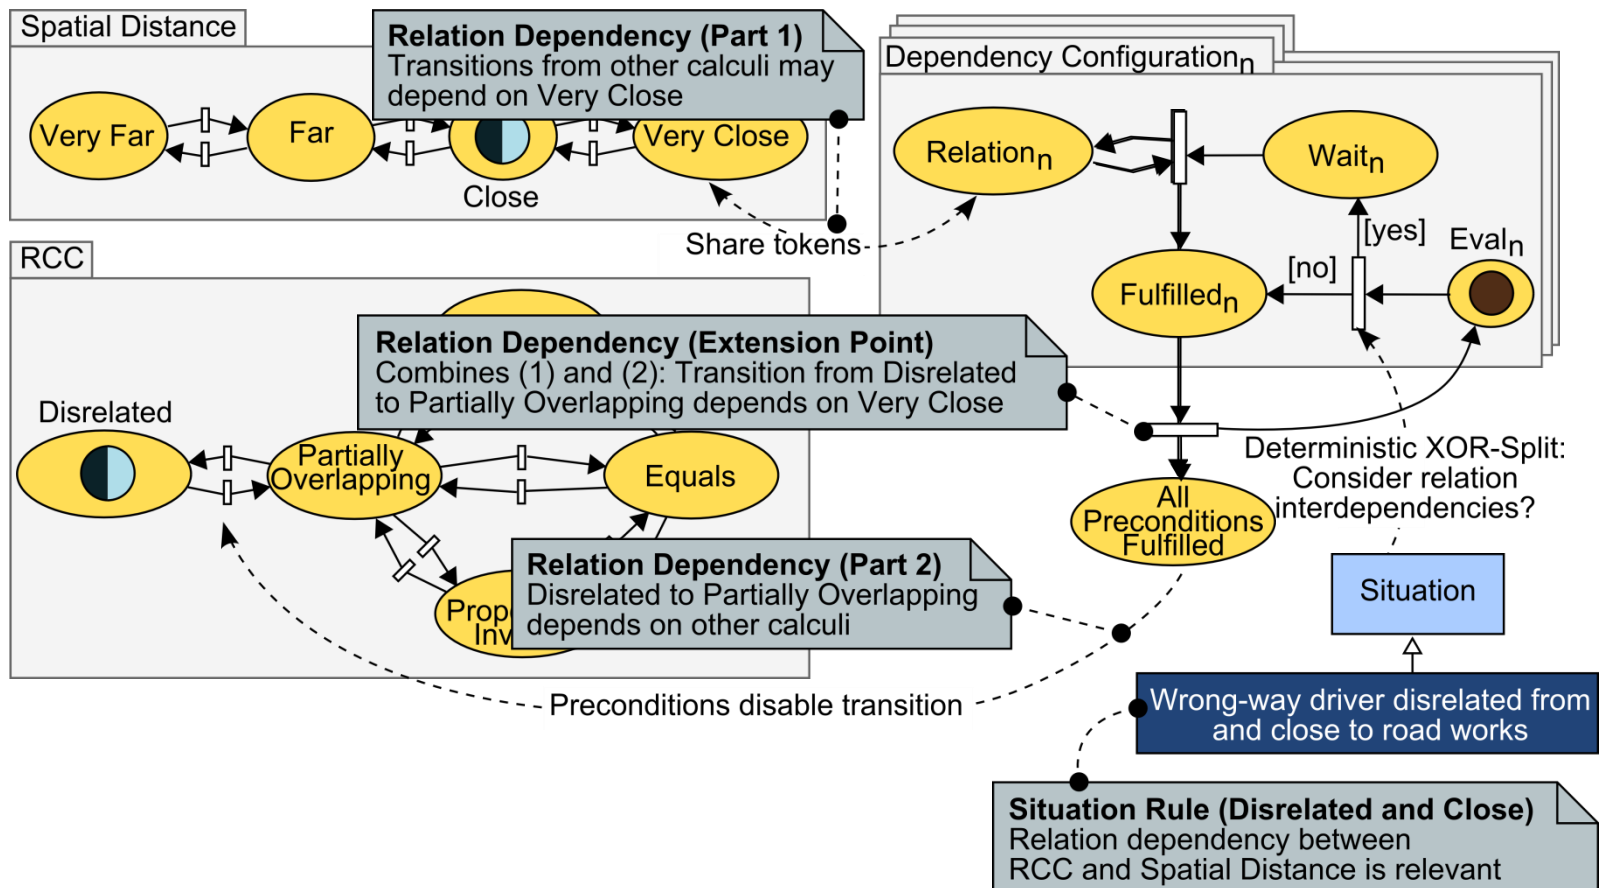 Spatial Distance
Relation Dependency (Part 1)
Transitions from other calculi may
depend on Very Close
Very Far
Far
Close
Very Close
Share tokens
Dependency Configurationn
Relationn
Waitn
[yes]
[no]
Evaln
Fulfilledn
RCC
Relation Dependency (Extension Point)
Combines (1) and (2): Transition from Disrelated
to Partially Overlapping depends on Very Close
Disrelated
Partially
Overlapping
Equals
All
Preconditions
Fulfilled
Deterministic XOR-Split:
Consider relation
interdependencies?
Relation Dependency (Part 2)
Disrelated to Partially Overlapping
depends on other calculi
Prope
Inv
Preconditions disable transition
Situation
Wrong-way driver disrelated from
and close to road works
Situation Rule (Disrelated and Close)
Relation dependency between
RCC and Spatial Distance is relevant